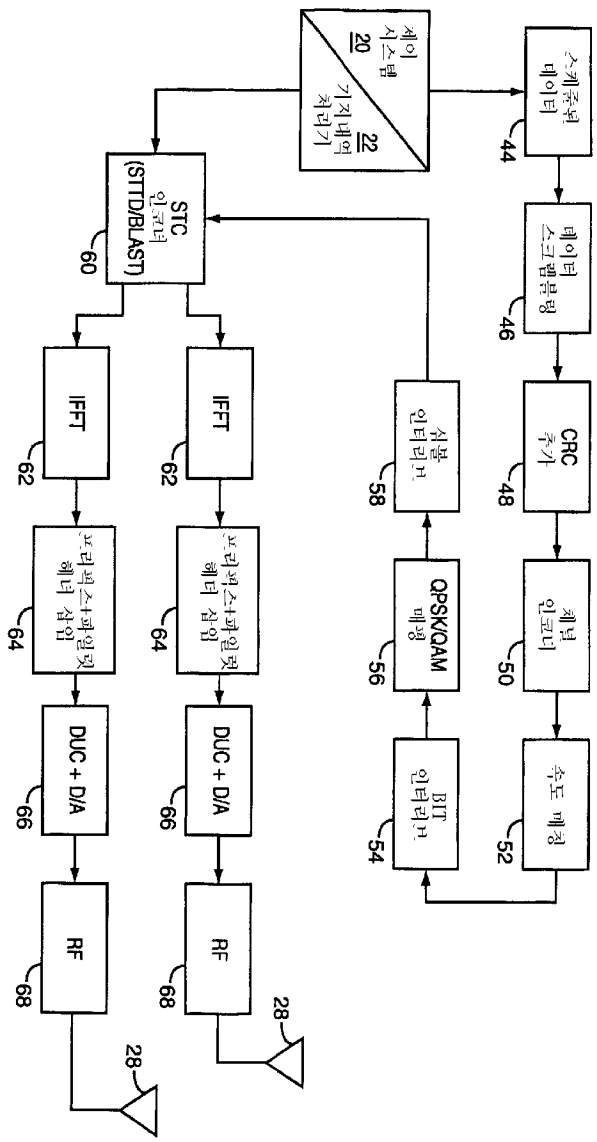 제어
시스템
20
22
기저대역
처리기
스케줄된
데이터
44
데이터
스크램블링
46
CRC
추가
48
채널
인코더
50
속도 매칭
52
BIT
인터리브
54
QPSK/QAM
매핑
56
심볼
인터리브
58
STC
인코더
(STTD/BLAST)
60
IFFT
62
프리픽스+파일럿
헤더 삽입
64
DUC + D/A
66
RF
68
28
IFFT
62
프리픽스+파일럿
헤더 삽입
64
DUC + D/A
66
RF
68
28